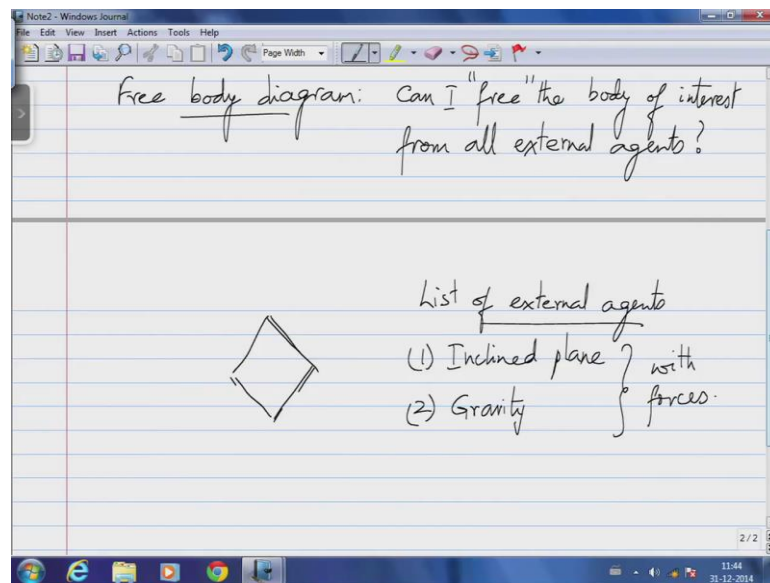 Note2 - Windows Journal
File Edit View Insert Actions Tools Help
Page Width
Free body diagram: Can I "free" the body of interest
from all external agents?
List of external agents
(1) Inclined plane } with
(2) Gravity } forces.
2 / 2
11:44
31-12-2014